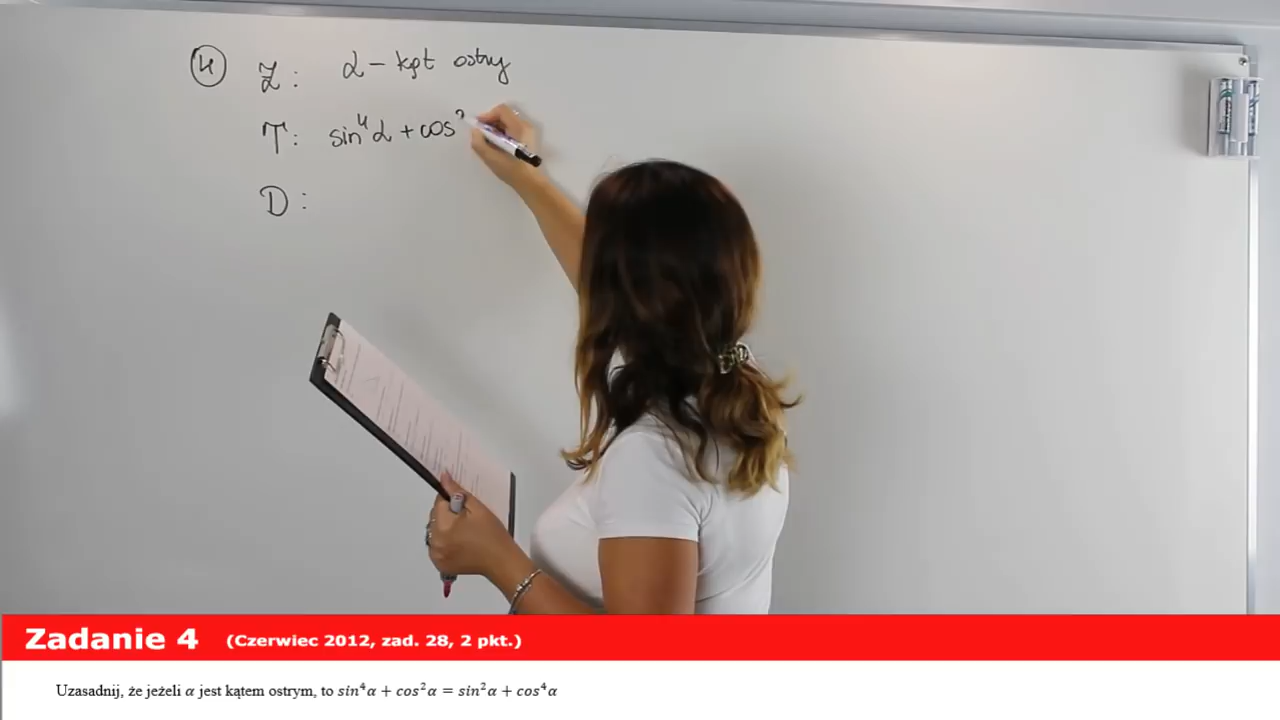 ④ Z: α - kąt ostry
T: sin⁴α + cos²
D:
Zadanie 4 (Czerwiec 2012, zad. 28, 2 pkt.)
Uzasadnij, że jeżeli α jest kątem ostrym, to sin⁴α + cos²α = sin²α + cos⁴α